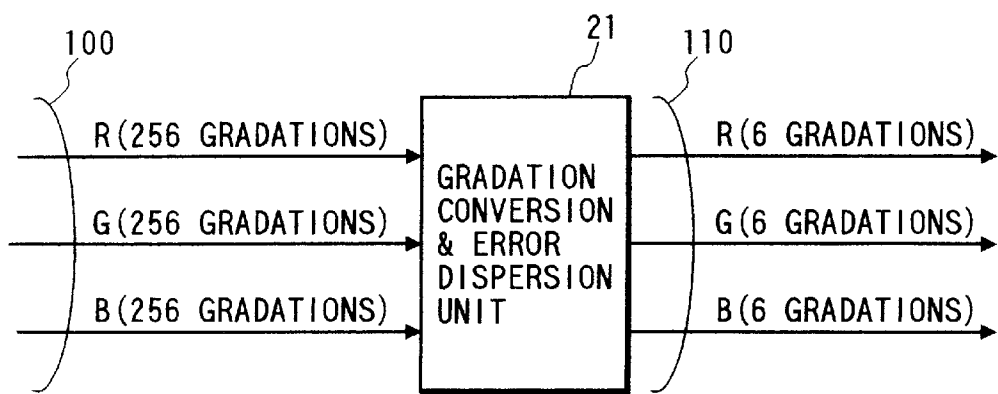 100
21
110
R(256 GRADATIONS)
G(256 GRADATIONS)
B(256 GRADATIONS)
GRADATION
CONVERSION
& ERROR
DISPERSION
UNIT
R(6 GRADATIONS)
G(6 GRADATIONS)
B(6 GRADATIONS)